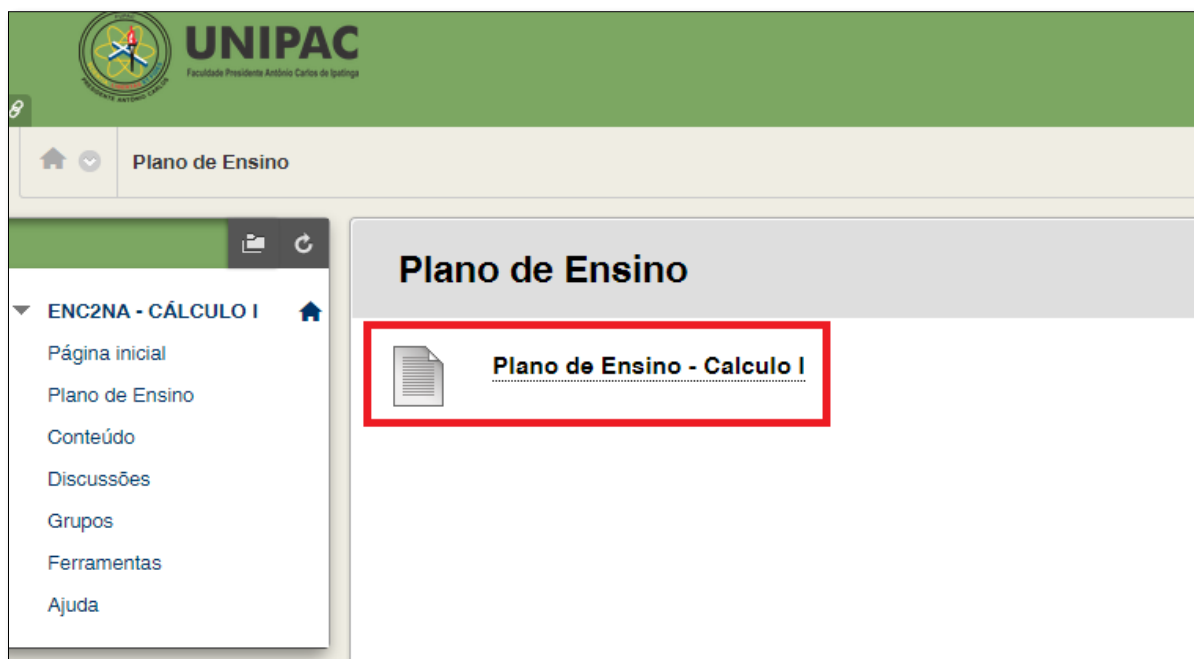 UNIPAC
Faculdade Presidente Antônio Carlos de Ipatinga
Plano de Ensino
ENC2NA - CÁLCULO I
Página inicial
Plano de Ensino
Conteúdo
Discussões
Grupos
Ferramentas
Ajuda
Plano de Ensino
Plano de Ensino - Calculo I